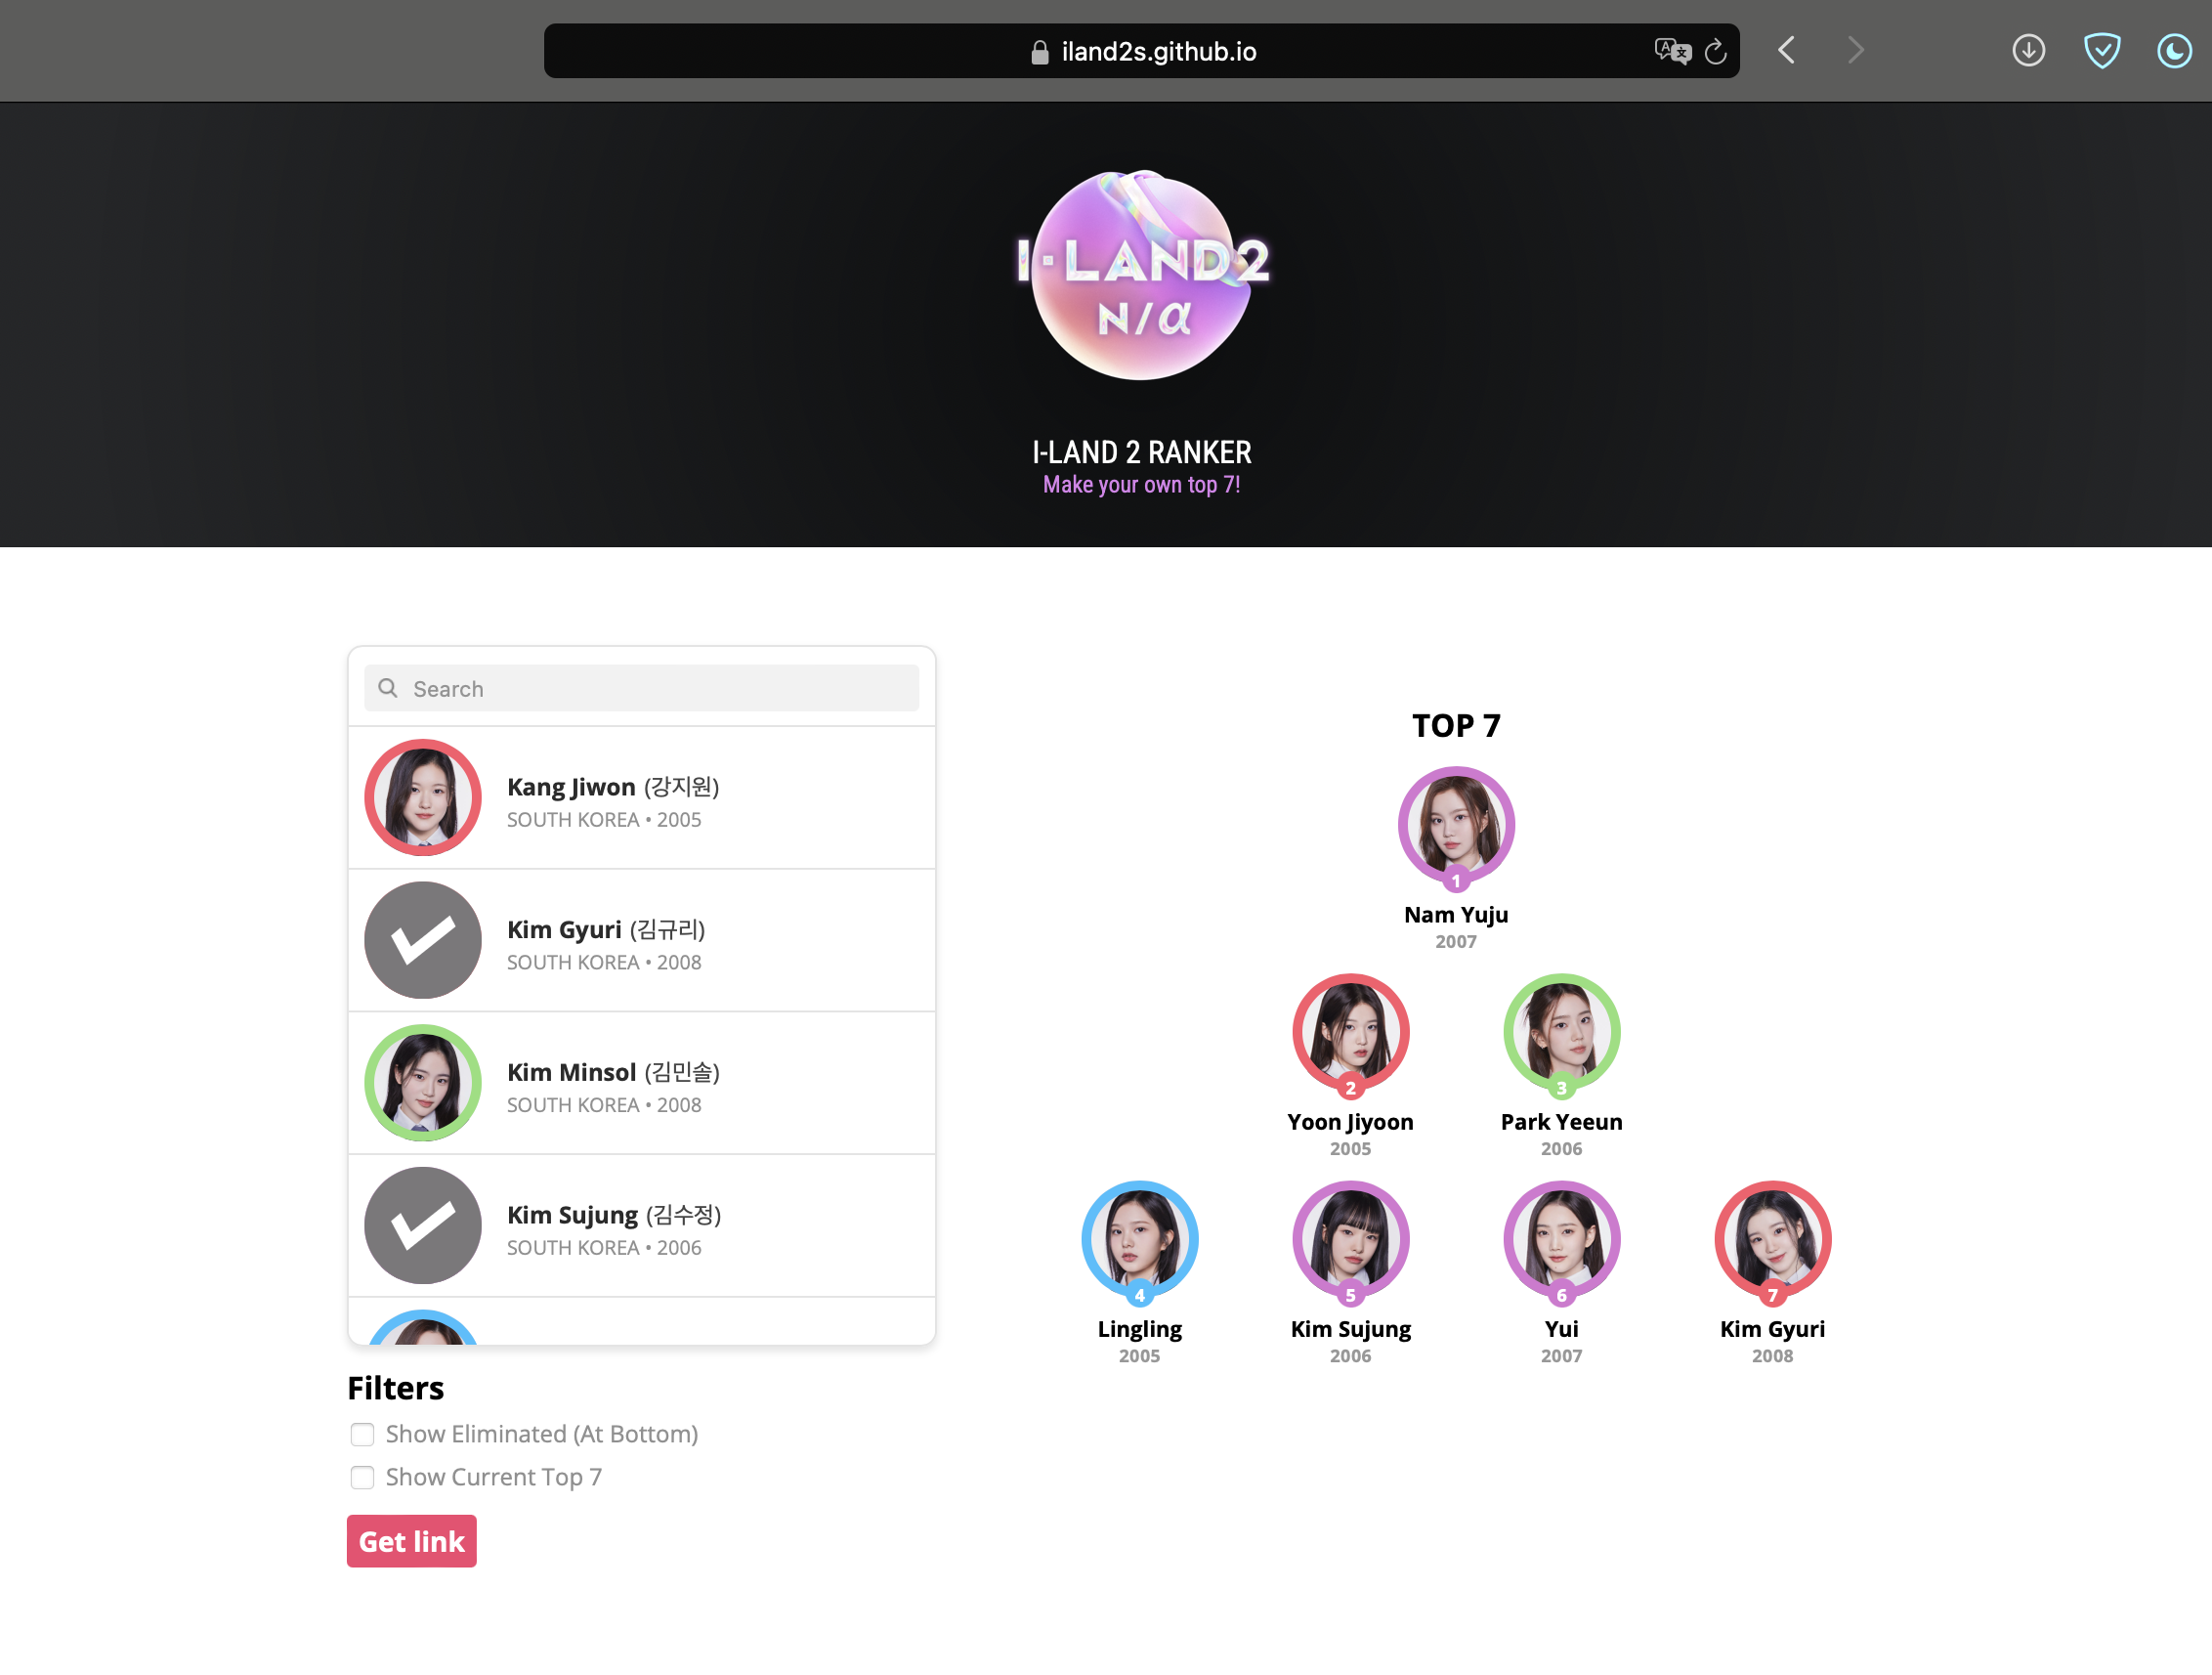 iland2s.github.io
I-LAND2
N/α
I-LAND 2 RANKER
Make your own top 7!
Search
Kang Jiwon (강지원)
SOUTH KOREA • 2005
Kim Gyuri (김규리)
SOUTH KOREA • 2008
Kim Minsol (김민솔)
SOUTH KOREA • 2008
Kim Sujung (김수정)
SOUTH KOREA • 2006
Filters
Show Eliminated (At Bottom)
Show Current Top 7
Get link
TOP 7
1
Nam Yuju
2007
2 3
Yoon Jiyoon Park Yeeun
2005 2006
4 5 6 7
Lingling Kim Sujung Yui Kim Gyuri
2005 2006 2007 2008